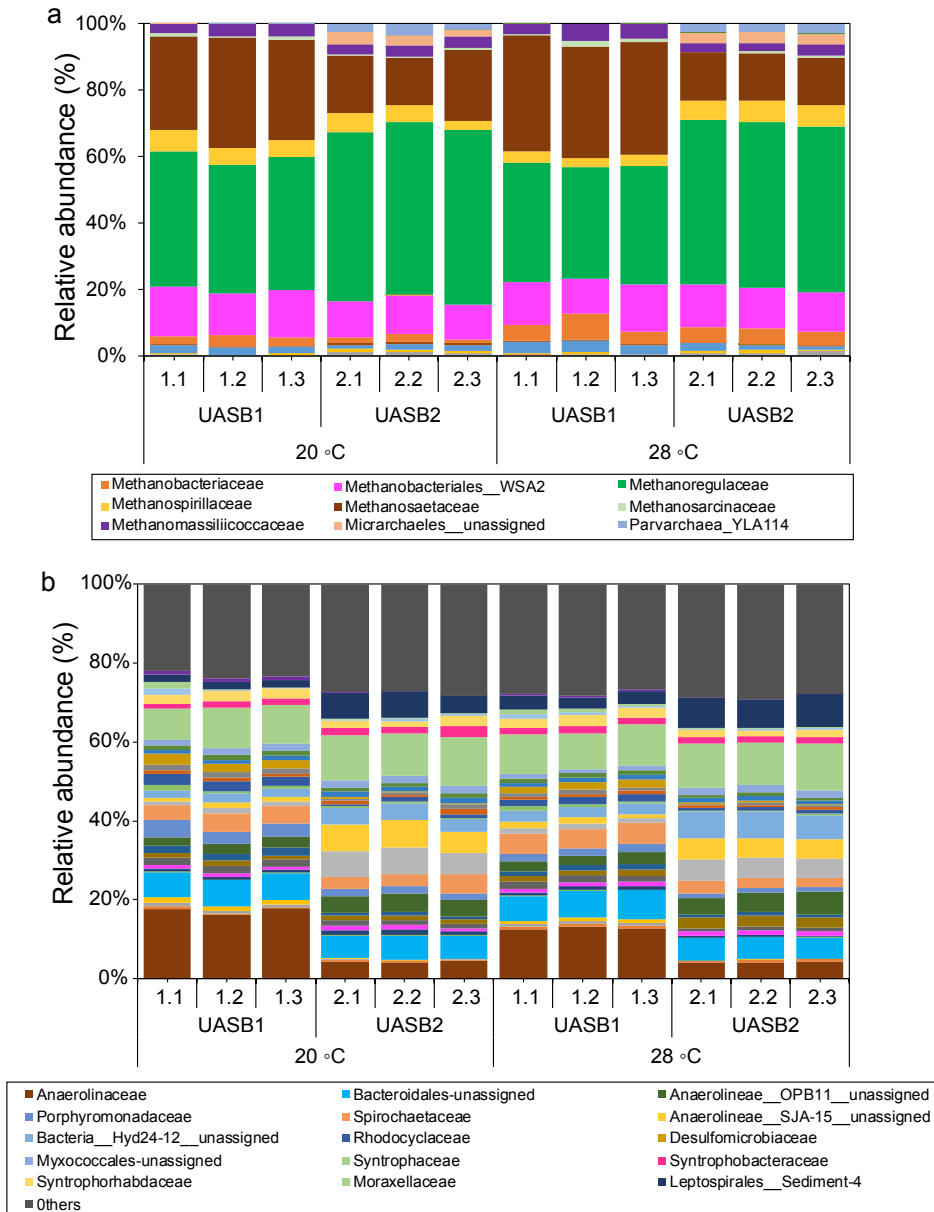 a
100%
80%
60%
40%
20%
0%
Relative abundance (%)
1.1 1.2 1.3 2.1 2.2 2.3 1.1 1.2 1.3 2.1 2.2 2.3
UASB1 UASB2 UASB1 UASB2
20 ◦C 28 ◦C
Methanobacteriaceae Methanobacteriales__WSA2 Methanoregulaceae
Methanospirillaceae Methanosaetaceae Methanosarcinaceae
Methanomassiliicoccaceae Micrarchaeles__unassigned Parvarchaea_YLA114
b
100%
80%
60%
40%
20%
0%
Relative abundance (%)
1.1 1.2 1.3 2.1 2.2 2.3 1.1 1.2 1.3 2.1 2.2 2.3
UASB1 UASB2 UASB1 UASB2
20 ◦C 28 ◦C
Anaerolinaceae Bacteroidales-unassigned Anaerolineae__OPB11__unassigned
Porphyromonadaceae Spirochaetaceae Anaerolineae__SJA-15__unassigned
Bacteria__Hyd24-12__unassigned Rhodocyclaceae Desulfomicrobiaceae
Myxococcales-unassigned Syntrophaceae Syntrophobacteraceae
Syntrophorhabdaceae Moraxellaceae Leptospirales__Sediment-4
0thers